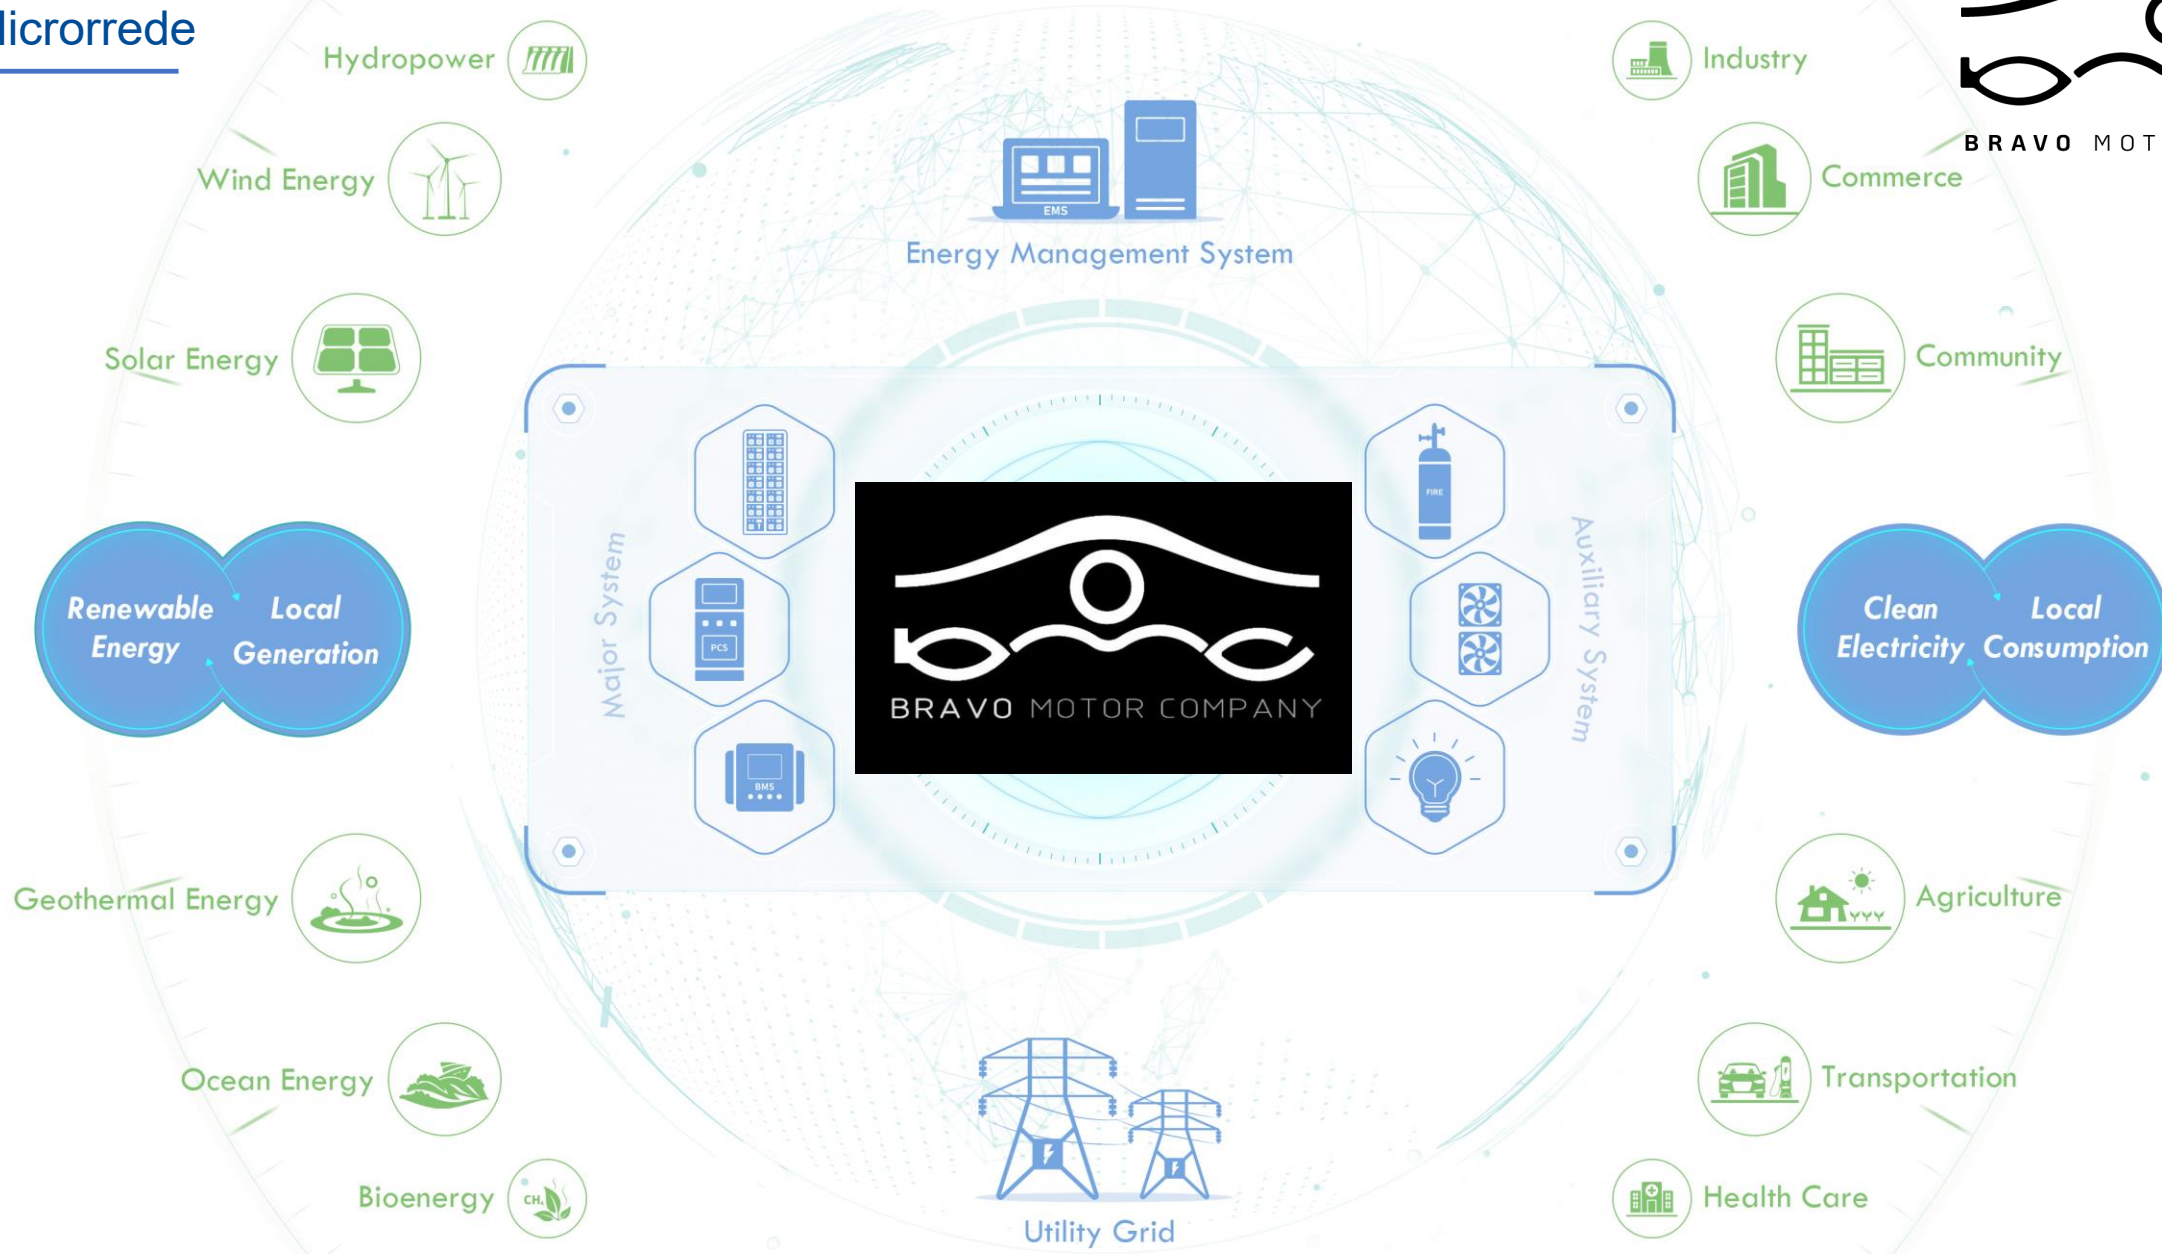 licrorrede
Hydropower
Wind Energy
Solar Energy
Renewable
Energy
Local
Generation
Geothermal Energy
Ocean Energy
Bioenergy
CH₄
EMS
Energy Management System
Major System
PCS
BMS
BRAVO MOTOR COMPANY
FIRE
Auxiliary System
Utility Grid
BRAVO MOT
Industry
Commerce
Community
Clean
Electricity
Local
Consumption
Agriculture
Transportation
Health Care